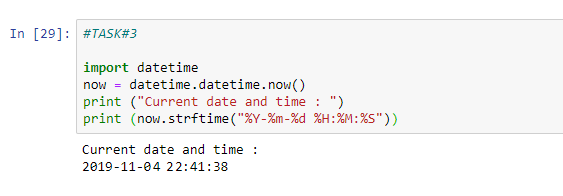 In [29]: #TASK#3
import datetime
now = datetime.datetime.now()
print ("Current date and time : ")
print (now.strftime("%Y-%m-%d %H:%M:%S"))
Current date and time :
2019-11-04 22:41:38